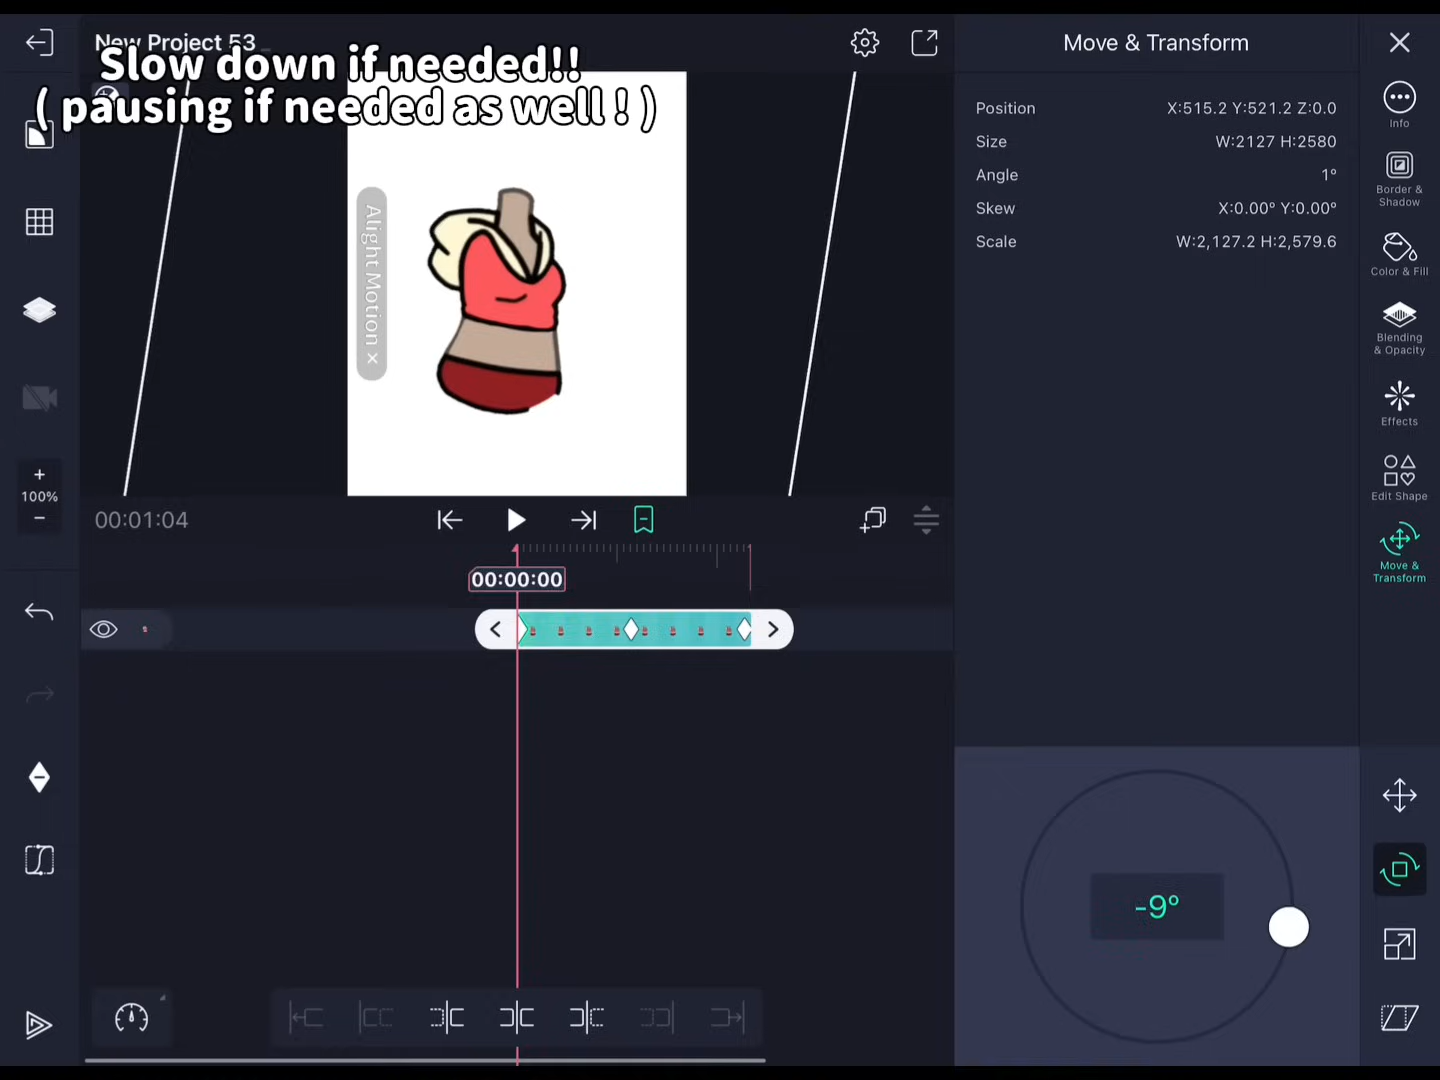 New Project 53
Slow down if needed!!
( pausing if needed as well ! )
Alight Motion ×
Move & Transform
Position X:515.2 Y:521.2 Z:0.0
Size W:2127 H:2580
Angle 1°
Skew X:0.00° Y:0.00°
Scale W:2,127.2 H:2,579.6
Info
Border &
Shadow
Color & Fill
Blending
& Opacity
Effects
Edit Shape
Move &
Transform
+
100%
−
00:01:04
00:00:00
-9°